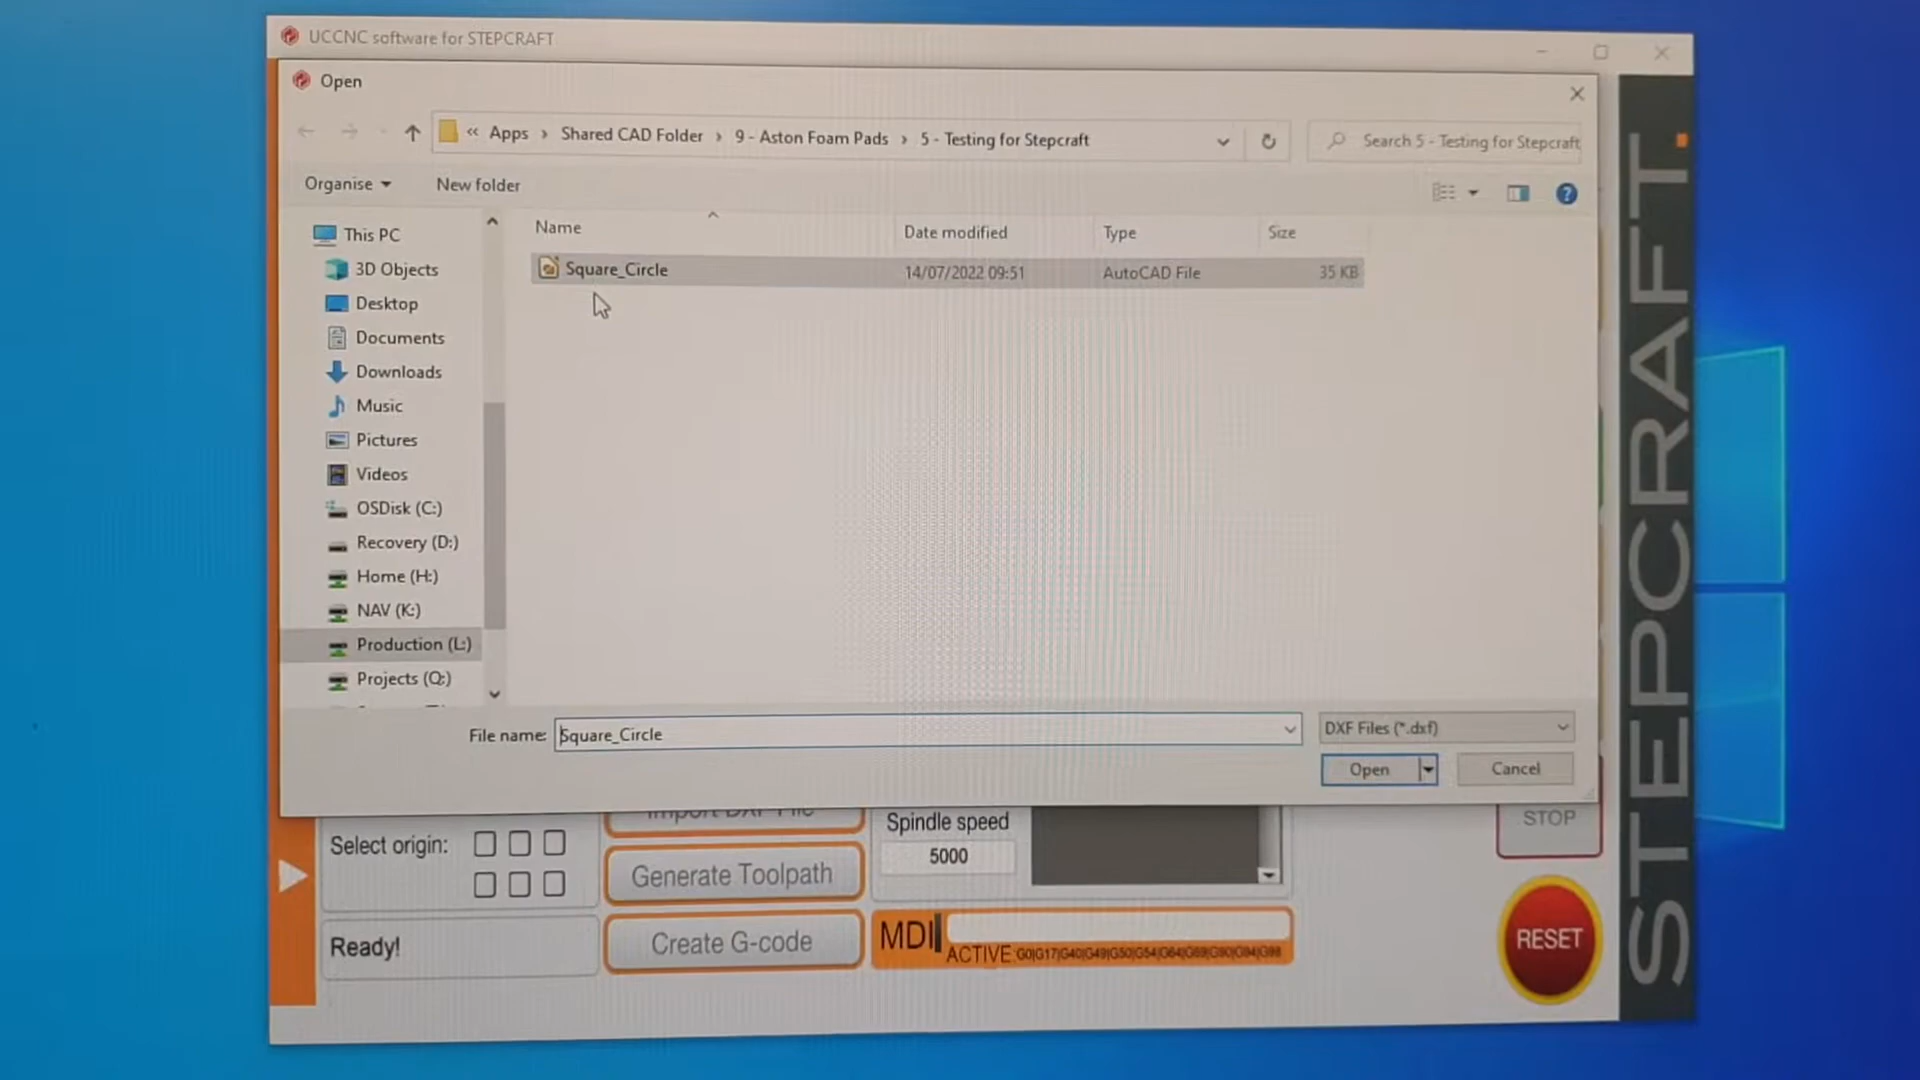 UCCNC software for STEPCRAFT
Open
« Apps › Shared CAD Folder › 9 - Aston Foam Pads › 5 - Testing for Stepcraft
Search 5 - Testing for Stepcraft
Organise
New folder
Name
Date modified
Type
Size
Square_Circle
14/07/2022 09:51
AutoCAD File
35 KB
This PC
3D Objects
Desktop
Documents
Downloads
Music
Pictures
Videos
OSDisk (C:)
Recovery (D:)
Home (H:)
NAV (K:)
Production (L:)
Projects (Q:)
File name: Square_Circle
DXF Files (*.dxf)
Open
Cancel
Import DXF File
Select origin:
Generate Toolpath
Create G-code
Ready!
Spindle speed
5000
MDI
ACTIVE:
STOP
RESET
STEPCRAFT.